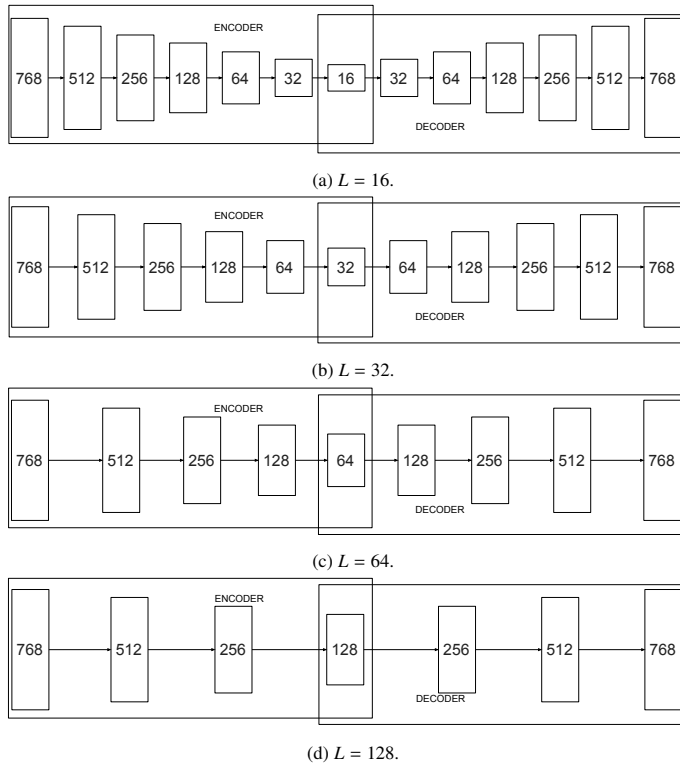 ENCODER
768 512 256 128 64 32 16 32 64 128 256 512 768
DECODER
(a) L = 16.
ENCODER
768 512 256 128 64 32 64 128 256 512 768
DECODER
(b) L = 32.
ENCODER
768 512 256 128 64 128 256 512 768
DECODER
(c) L = 64.
ENCODER
768 512 256 128 256 512 768
DECODER
(d) L = 128.